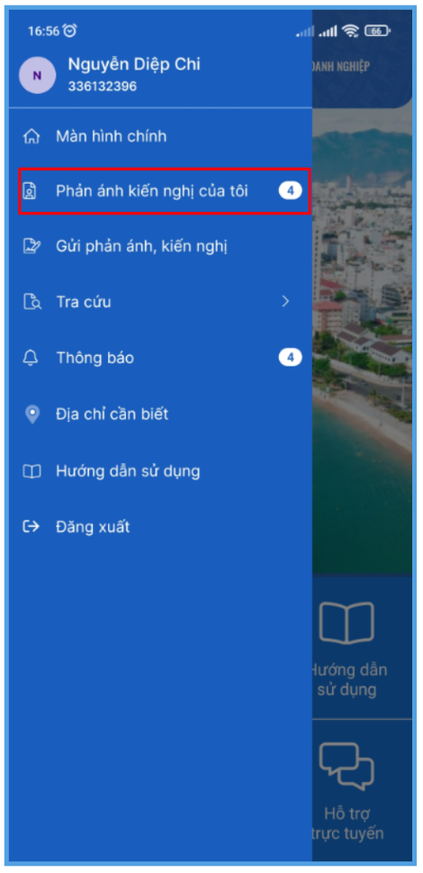 16:56
66
N
Nguyễn Diệp Chi
336132396
OANH NGHIỆP
Màn hình chính
Phản ánh kiến nghị của tôi 4
Gửi phản ánh, kiến nghị
Tra cứu
Thông báo 4
Địa chỉ cần biết
Hướng dẫn sử dụng
Đăng xuất
Hướng dẫn
sử dụng
Hỗ trợ
trực tuyến